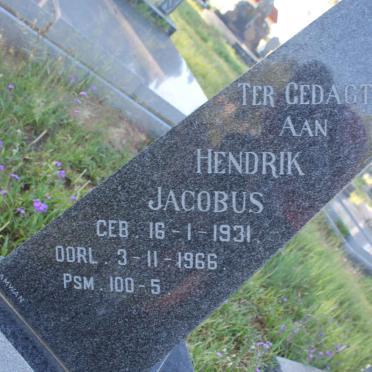 TER GEDAGT
AAN
HENDRIK
JACOBUS
GEB. 16-1-1931.
OORL. 3-11-1966
PSM. 100-5